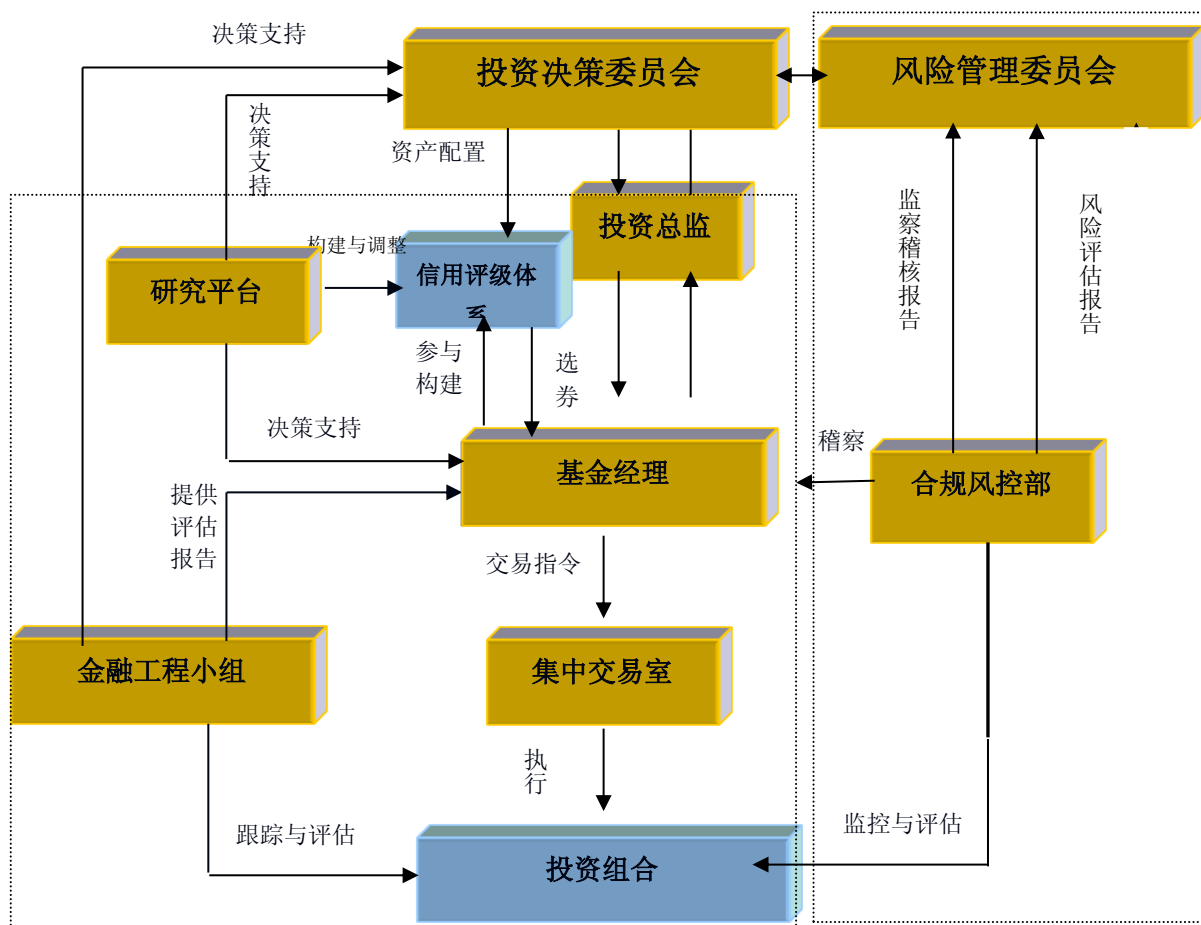 决策支持
投资决策委员会
风险管理委员会
决策支持
资产配置
监察稽核报告
风险评估报告
投资总监
构建与调整
研究平台
信用评级体
系
参与
构建
选券
决策支持
基金经理
稽察
合规风控部
提供
评估
报告
交易指令
金融工程小组
集中交易室
执行
跟踪与评估
监控与评估
投资组合